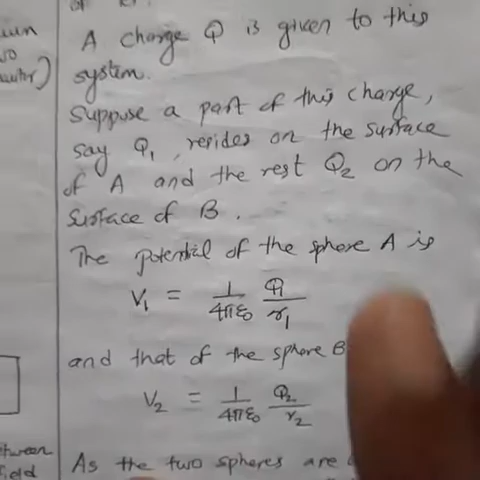 A charge Q is given to this
system.
Suppose a part of this charge,
say Q₁, resides on the surface
of A and the rest Q₂ on the
surface of B.
The potential of the sphere A is
V₁ = 1/4πε₀ Q₁/r₁
and that of the sphere B
V₂ = 1/4πε₀ Q₂/r₂
As the two spheres are